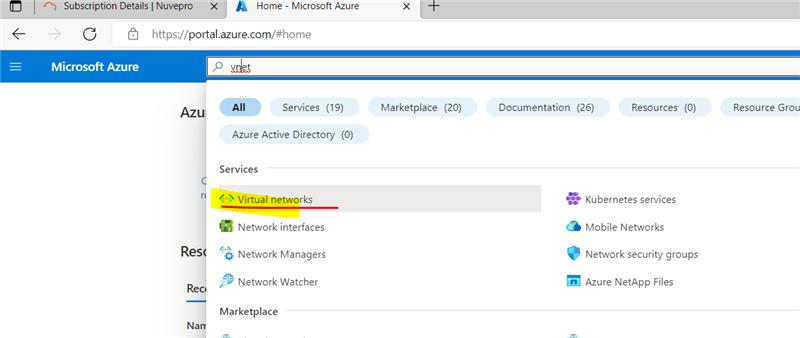 Subscription Details | Nuvepro
Home - Microsoft Azure
https://portal.azure.com/#home
Microsoft Azure
vnet
Azu
All
Services (19)
Marketplace (20)
Documentation (26)
Resources (0)
Resource Grou
Azure Active Directory (0)
Services
Virtual networks
Kubernetes services
Network interfaces
Mobile Networks
Network Managers
Network security groups
Network Watcher
Azure NetApp Files
Reso
Rece
Marketplace
Nam